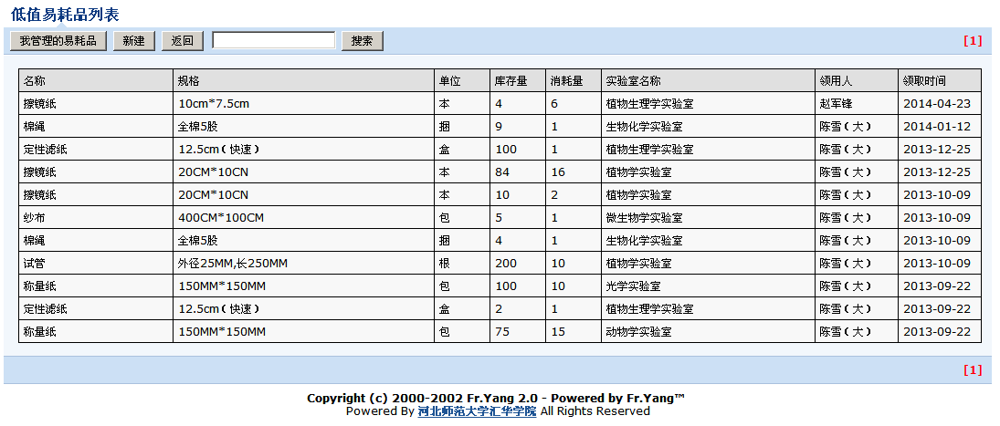 低值易耗品列表
我管理的易耗品 新建 返回 搜索 [1]
名称 规格 单位 库存量 消耗量 实验室名称 领用人 领取时间
擦镜纸 10cm*7.5cm 本 4 6 植物生理学实验室 赵军锋 2014-04-23
棉绳 全棉5股 捆 9 1 生物化学实验室 陈雪（大） 2014-01-12
定性滤纸 12.5cm（快速） 盒 100 1 植物生理学实验室 陈雪（大） 2013-12-25
擦镜纸 20CM*10CN 本 84 16 植物学实验室 陈雪（大） 2013-12-25
擦镜纸 20CM*10CN 本 10 2 植物学实验室 陈雪（大） 2013-10-09
纱布 400CM*100CM 包 5 1 微生物学实验室 陈雪（大） 2013-10-09
棉绳 全棉5股 捆 4 1 生物化学实验室 陈雪（大） 2013-10-09
试管 外径25MM,长250MM 根 200 10 植物学实验室 陈雪（大） 2013-10-09
称量纸 150MM*150MM 包 100 10 光学实验室 陈雪（大） 2013-09-22
定性滤纸 12.5cm（快速） 盒 2 1 植物生理学实验室 陈雪（大） 2013-09-22
称量纸 150MM*150MM 包 75 15 动物学实验室 陈雪（大） 2013-09-22
[1]
Copyright (c) 2000-2002 Fr.Yang 2.0 - Powered by Fr.Yang™
Powered By 河北师范大学汇华学院 All Rights Reserved